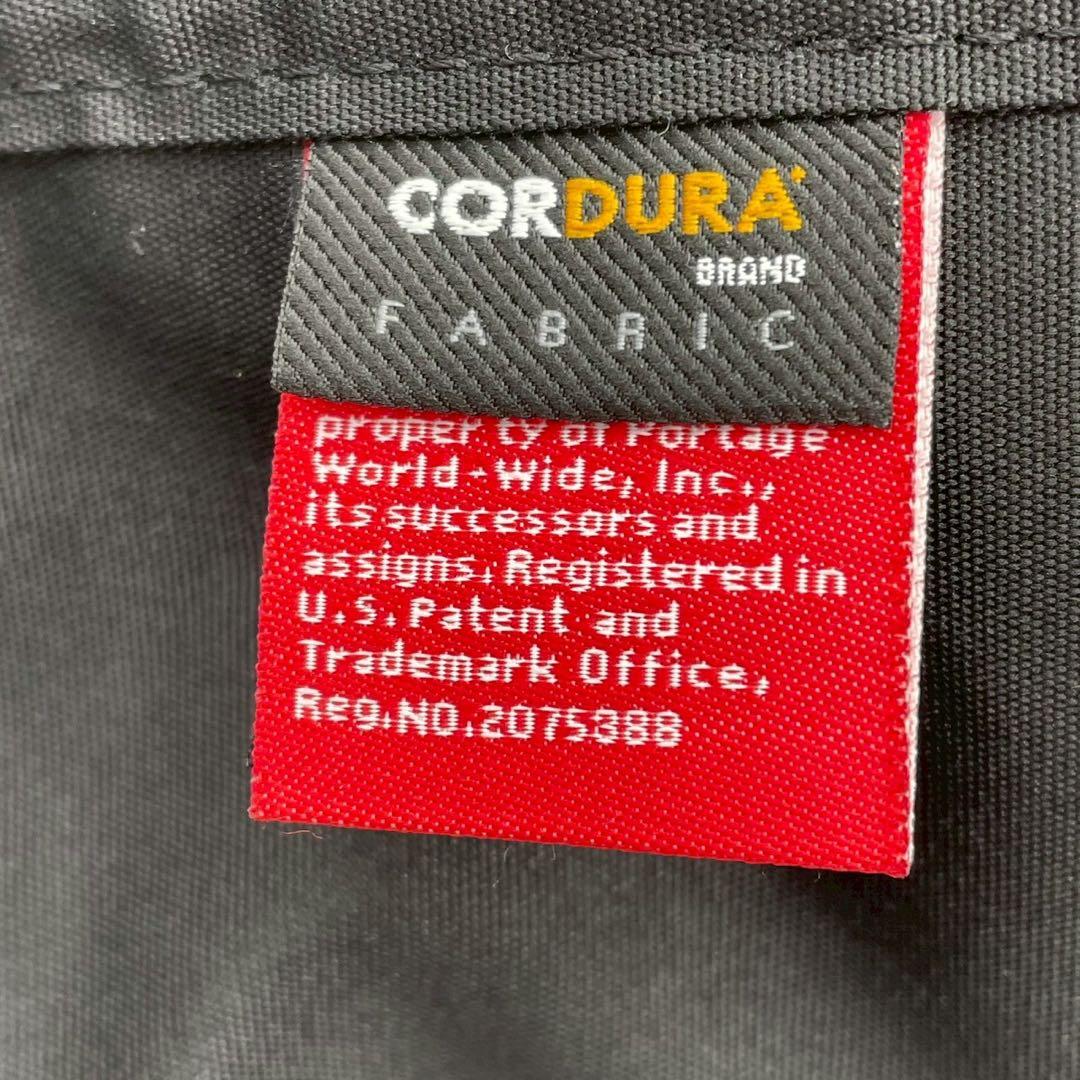 CORDURA
BRAND
FABRIC
property of Portage
World-Wide, Inc.,
its successors and
assigns. Registered in
U.S. Patent and
Trademark Office,
Reg.NO.2075388